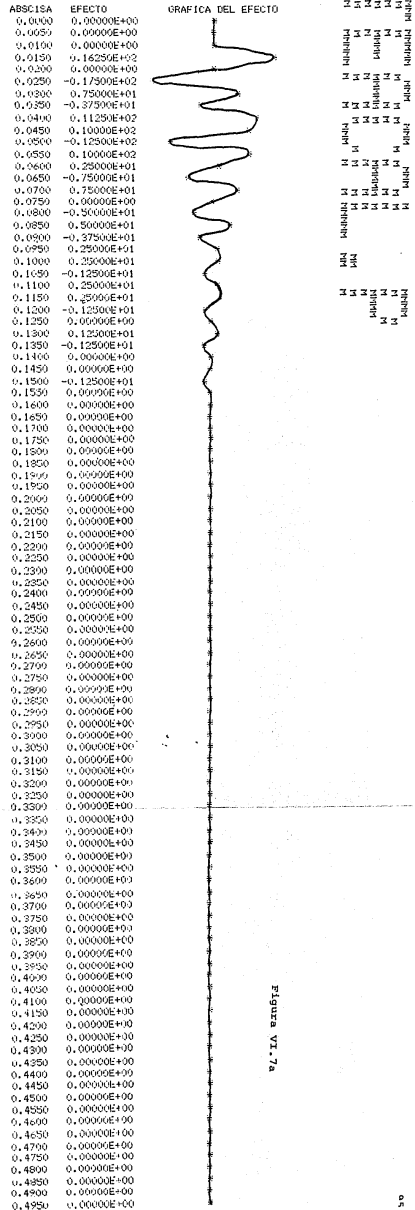 ABSCISA EFECTO GRAFICA DEL EFECTO
0.0000 0.00000E+00
0.0050 0.00000E+00
0.0100 0.00000E+00
0.0150 0.16250E+02
0.0200 0.00000E+00
0.0250 -0.17500E+02
0.0300 0.75000E+01
0.0350 -0.37500E+01
0.0400 0.11250E+02
0.0450 0.10000E+02
0.0500 -0.12500E+02
0.0550 0.10000E+02
0.0600 0.25000E+01
0.0650 -0.75000E+01
0.0700 0.75000E+01
0.0750 0.00000E+00
0.0800 -0.50000E+01
0.0850 0.50000E+01
0.0900 -0.37500E+01
0.0950 0.25000E+01
0.1000 0.25000E+01
0.1050 -0.12500E+01
0.1100 0.25000E+01
0.1150 0.25000E+01
0.1200 -0.12500E+01
0.1250 0.00000E+00
0.1300 0.12500E+01
0.1350 -0.12500E+01
0.1400 0.00000E+00
0.1450 0.00000E+00
0.1500 -0.12500E+01
0.1550 0.00000E+00
0.1600 0.00000E+00
0.1650 0.00000E+00
0.1700 0.00000E+00
0.1750 0.00000E+00
0.1800 0.00000E+00
0.1850 0.00000E+00
0.1900 0.00000E+00
0.1950 0.00000E+00
0.2000 0.00000E+00
0.2050 0.00000E+00
0.2100 0.00000E+00
0.2150 0.00000E+00
0.2200 0.00000E+00
0.2250 0.00000E+00
0.2300 0.00000E+00
0.2350 0.00000E+00
0.2400 0.00000E+00
0.2450 0.00000E+00
0.2500 0.00000E+00
0.2550 0.00000E+00
0.2600 0.00000E+00
0.2650 0.00000E+00
0.2700 0.00000E+00
0.2750 0.00000E+00
0.2800 0.00000E+00
0.2850 0.00000E+00
0.2900 0.00000E+00
0.2950 0.00000E+00
0.3000 0.00000E+00
0.3050 0.00000E+00
0.3100 0.00000E+00
0.3150 0.00000E+00
0.3200 0.00000E+00
0.3250 0.00000E+00
0.3300 0.00000E+00
0.3350 0.00000E+00
0.3400 0.00000E+00
0.3450 0.00000E+00
0.3500 0.00000E+00
0.3550 0.00000E+00
0.3600 0.00000E+00
0.3650 0.00000E+00
0.3700 0.00000E+00
0.3750 0.00000E+00
0.3800 0.00000E+00
0.3850 0.00000E+00
0.3900 0.00000E+00
0.3950 0.00000E+00
0.4000 0.00000E+00
0.4050 0.00000E+00
0.4100 0.00000E+00
0.4150 0.00000E+00
0.4200 0.00000E+00
0.4250 0.00000E+00
0.4300 0.00000E+00
0.4350 0.00000E+00
0.4400 0.00000E+00
0.4450 0.00000E+00
0.4500 0.00000E+00
0.4550 0.00000E+00
0.4600 0.00000E+00
0.4650 0.00000E+00
0.4700 0.00000E+00
0.4750 0.00000E+00
0.4800 0.00000E+00
0.4850 0.00000E+00
0.4900 0.00000E+00
0.4950 0.00000E+00
Figura VI.7a